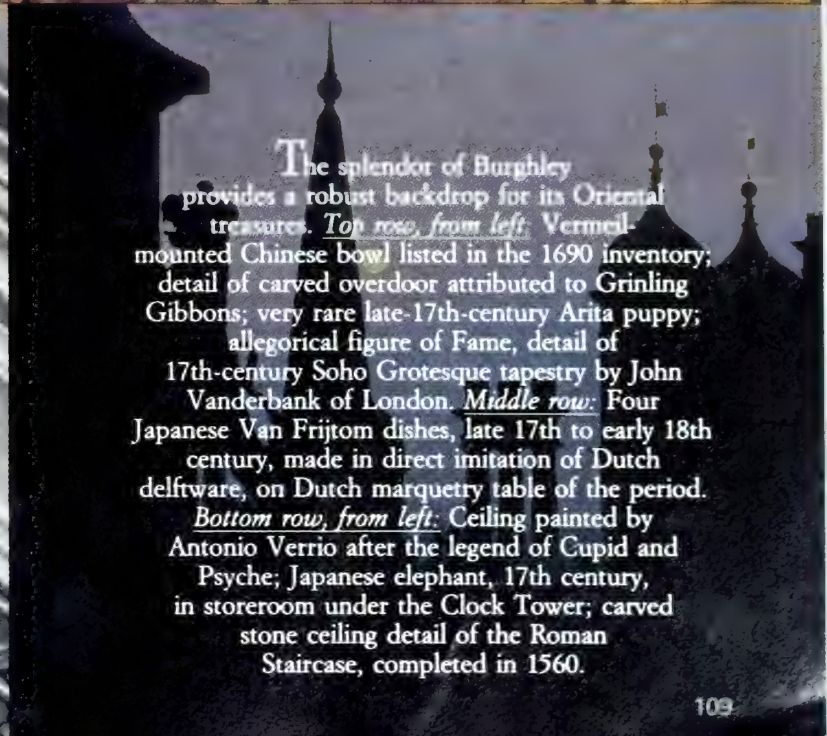 The splendor of Burghley
provides a robust backdrop for its Oriental
treasures. Top row, from left: Vermeil-
mounted Chinese bowl listed in the 1690 inventory;
detail of carved overdoor attributed to Grinling
Gibbons; very rare late-17th-century Arita puppy;
allegorical figure of Fame, detail of
17th-century Soho Grotesque tapestry by John
Vanderbank of London. Middle row: Four
Japanese Van Frijtom dishes, late 17th to early 18th
century, made in direct imitation of Dutch
delftware, on Dutch marquetry table of the period.
Bottom row, from left: Ceiling painted by
Antonio Verrio after the legend of Cupid and
Psyche; Japanese elephant, 17th century,
in storeroom under the Clock Tower; carved
stone ceiling detail of the Roman
Staircase, completed in 1560.
109